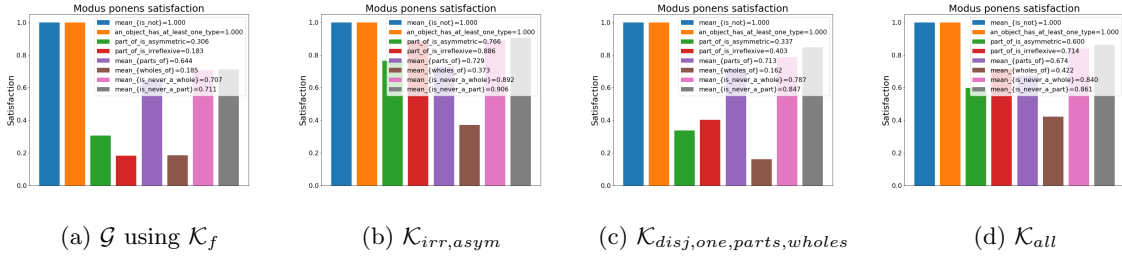 Modus ponens satisfaction
Satisfaction
1.0
0.8
0.6
0.4
0.2
0.0
mean_{is_not}=1.000
an_object_has_at_least_one_type=1.000
part_of_is_asymmetric=0.306
part_of_is_irreflexive=0.183
mean_{parts_of}=0.644
mean_{wholes_of}=0.185
mean_{is_never_a_whole}=0.707
mean_{is_never_a_part}=0.711
(a) 𝒢 using 𝒦_f
Modus ponens satisfaction
Satisfaction
1.0
0.8
0.6
0.4
0.2
0.0
mean_{is_not}=1.000
an_object_has_at_least_one_type=1.000
part_of_is_asymmetric=0.766
part_of_is_irreflexive=0.886
mean_{parts_of}=0.729
mean_{wholes_of}=0.373
mean_{is_never_a_whole}=0.892
mean_{is_never_a_part}=0.906
(b) 𝒦_{irr,asym}
Modus ponens satisfaction
Satisfaction
1.0
0.8
0.6
0.4
0.2
0.0
mean_{is_not}=1.000
an_object_has_at_least_one_type=1.000
part_of_is_asymmetric=0.337
part_of_is_irreflexive=0.403
mean_{parts_of}=0.713
mean_{wholes_of}=0.162
mean_{is_never_a_whole}=0.787
mean_{is_never_a_part}=0.847
(c) 𝒦_{disj,one,parts,wholes}
Modus ponens satisfaction
Satisfaction
1.0
0.8
0.6
0.4
0.2
0.0
mean_{is_not}=1.000
an_object_has_at_least_one_type=1.000
part_of_is_asymmetric=0.600
part_of_is_irreflexive=0.714
mean_{parts_of}=0.674
mean_{wholes_of}=0.422
mean_{is_never_a_whole}=0.840
mean_{is_never_a_part}=0.861
(d) 𝒦_{all}